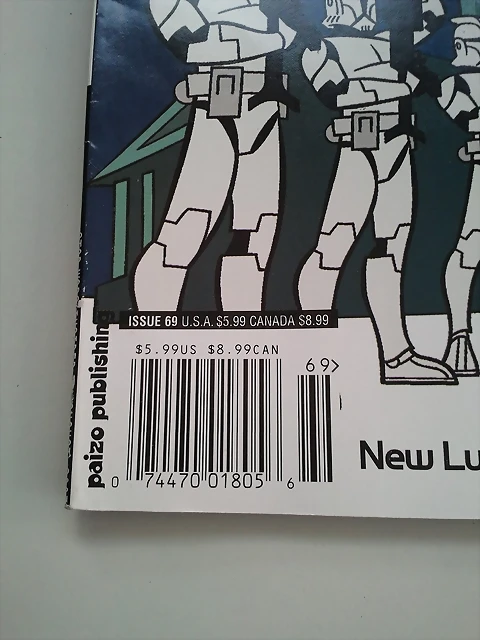 ISSUE 69 U.S.A. $5.99 CANADA $8.99
$5.99US $8.99CAN
69>
0 74470 01805 6
paizo publishing
New Lu